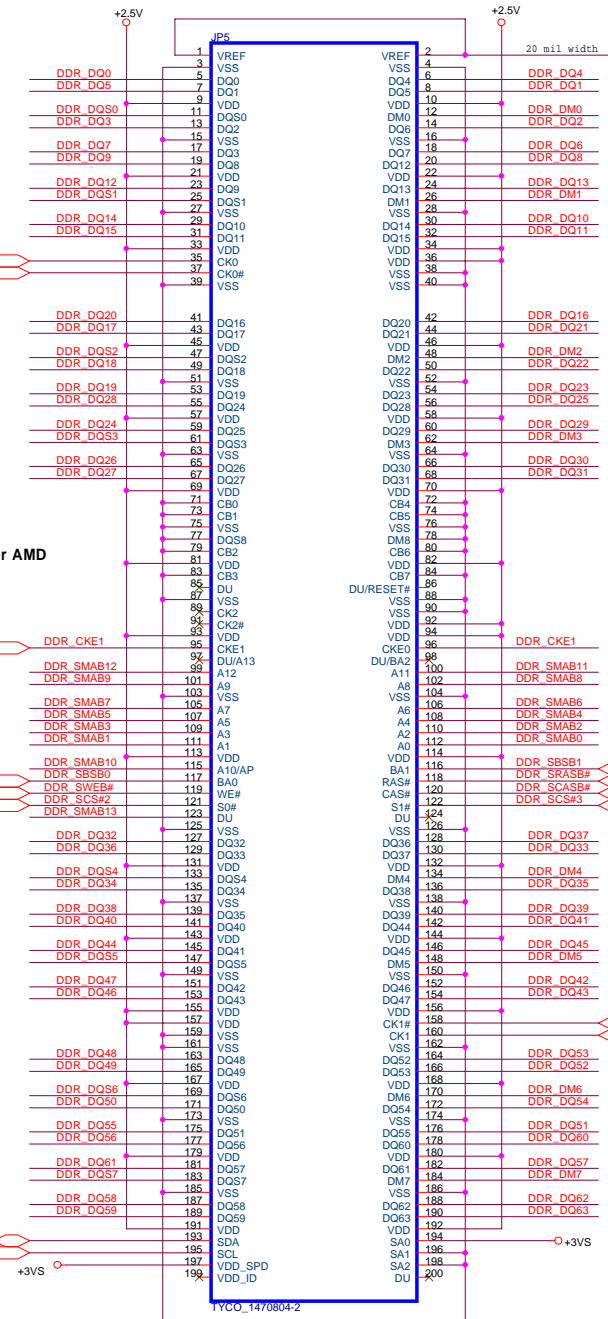 +2.5V +2.5V
JP5
1 VREF VREF 2 20 mil width
3 VSS VSS 4
DDR_DQ0 5 DQ0 DQ4 6 DDR_DQ4
DDR_DQ5 7 DQ1 DQ5 8 DDR_DQ1
9 VDD VDD 10
DDR_DQS0 11 DQS0 DM0 12 DDR_DM0
DDR_DQ3 13 DQ2 DQ6 14 DDR_DQ2
15 VSS VSS 16
DDR_DQ7 17 DQ3 DQ7 18 DDR_DQ6
DDR_DQ9 19 DQ8 DQ12 20 DDR_DQ8
21 VDD VDD 22
DDR_DQ12 23 DQ9 DQ13 24 DDR_DQ13
DDR_DQS1 25 DQS1 DM1 26 DDR_DM1
27 VSS VSS 28
DDR_DQ14 29 DQ10 DQ14 30 DDR_DQ10
DDR_DQ15 31 DQ11 DQ15 32 DDR_DQ11
33 VDD VDD 34
35 CK0 VDD 36
37 CK0# VSS 38
39 VSS VSS 40
DDR_DQ20 41 DQ16 DQ20 42 DDR_DQ16
DDR_DQ17 43 DQ17 DQ21 44 DDR_DQ21
45 VDD VDD 46
DDR_DQS2 47 DQS2 DM2 48 DDR_DM2
DDR_DQ18 49 DQ18 DQ22 50 DDR_DQ22
51 VSS VSS 52
DDR_DQ19 53 DQ19 DQ23 54 DDR_DQ23
DDR_DQ28 55 DQ24 DQ28 56 DDR_DQ25
57 VDD VDD 58
DDR_DQ24 59 DQ25 DQ29 60 DDR_DQ29
DDR_DQS3 61 DQS3 DM3 62 DDR_DM3
63 VSS VSS 64
DDR_DQ26 65 DQ26 DQ30 66 DDR_DQ30
DDR_DQ27 67 DQ27 DQ31 68 DDR_DQ31
69 VDD VDD 70
71 CB0 CB4 72
73 CB1 CB5 74
75 VSS VSS 76
77 DQS8 DM8 78
r AMD 79 CB2 CB6 80
81 VDD VDD 82
83 CB3 CB7 84
85 DU DU/RESET# 86
87 VSS VSS 88
89 CK2 VSS 90
91 CK2# VDD 92
93 VDD VDD 94
DDR_CKE1 95 CKE1 CKE0 96 DDR_CKE1
97 DU/A13 DU/BA2 98
DDR_SMAB12 99 A12 A11 100 DDR_SMAB11
DDR_SMAB9 101 A9 A8 102 DDR_SMAB8
103 VSS VSS 104
DDR_SMAB7 105 A7 A6 106 DDR_SMAB6
DDR_SMAB5 107 A5 A4 108 DDR_SMAB4
DDR_SMAB3 109 A3 A2 110 DDR_SMAB2
DDR_SMAB1 111 A1 A0 112 DDR_SMAB0
113 VDD VDD 114
DDR_SMAB10 115 A10/AP BA1 116 DDR_SBSB1
DDR_SBSB0 117 BA0 RAS# 118 DDR_SRASB#
DDR_SWEB# 119 WE# CAS# 120 DDR_SCASB#
DDR_SCS#2 121 S0# S1# 122 DDR_SCS#3
DDR_SMAB13 123 DU DU 124
125 VSS VSS 126
DDR_DQ32 127 DQ32 DQ36 128 DDR_DQ37
DDR_DQ36 129 DQ33 DQ37 130 DDR_DQ33
131 VDD VDD 132
DDR_DQS4 133 DQS4 DM4 134 DDR_DM4
DDR_DQ34 135 DQ34 DQ38 136 DDR_DQ35
137 VSS VSS 138
DDR_DQ38 139 DQ35 DQ39 140 DDR_DQ39
DDR_DQ40 141 DQ40 DQ44 142 DDR_DQ41
143 VDD VDD 144
DDR_DQ44 145 DQ41 DQ45 146 DDR_DQ45
DDR_DQS5 147 DQS5 DM5 148 DDR_DM5
149 VSS VSS 150
DDR_DQ47 151 DQ42 DQ46 152 DDR_DQ42
DDR_DQ46 153 DQ43 DQ47 154 DDR_DQ43
155 VDD VDD 156
157 VDD CK1# 158
159 VSS CK1 160
161 VSS VSS 162
DDR_DQ48 163 DQ48 DQ52 164 DDR_DQ53
DDR_DQ49 165 DQ49 DQ53 166 DDR_DQ52
167 VDD VDD 168
DDR_DQS6 169 DQS6 DM6 170 DDR_DM6
DDR_DQ50 171 DQ50 DQ54 172 DDR_DQ54
173 VSS VSS 174
DDR_DQ55 175 DQ51 DQ55 176 DDR_DQ51
DDR_DQ56 177 DQ56 DQ60 178 DDR_DQ60
179 VDD VDD 180
DDR_DQ61 181 DQ57 DQ61 182 DDR_DQ57
DDR_DQS7 183 DQS7 DM7 184 DDR_DM7
185 VSS VSS 186
DDR_DQ58 187 DQ58 DQ62 188 DDR_DQ62
DDR_DQ59 189 DQ59 DQ63 190 DDR_DQ63
191 VDD VDD 192
193 SDA SA0 194 +3VS
195 SCL SA1 196
+3VS 197 VDD_SPD SA2 198
199 VDD_ID DU 200
TYCO_1470804-2